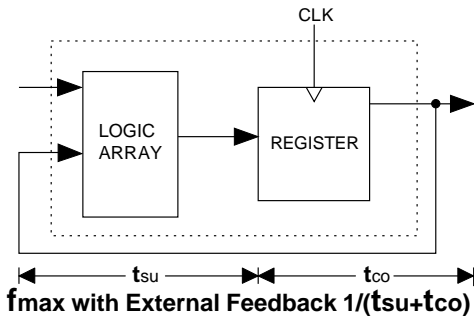 CLK
LOGIC
ARRAY
REGISTER
tsu
tco
fmax with External Feedback 1/(tsu+tco)